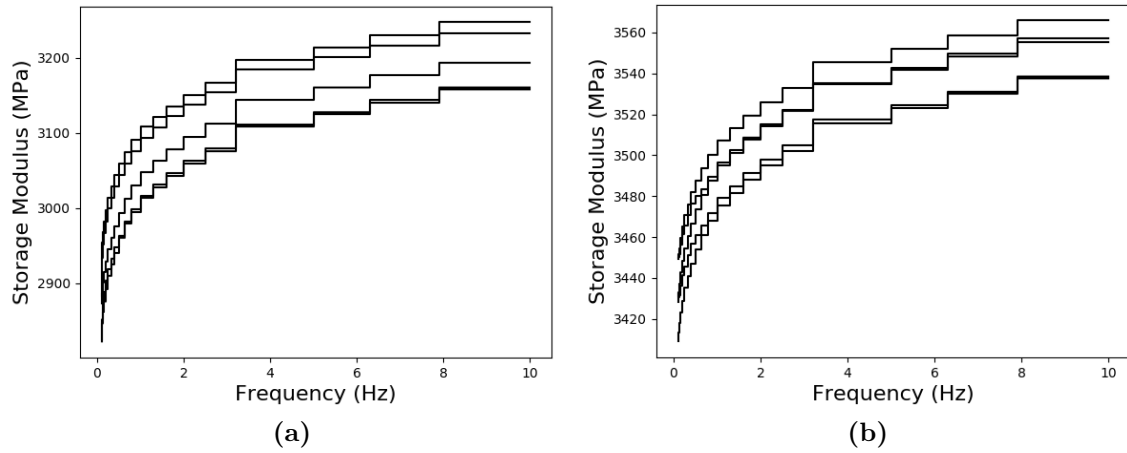 3200
3100
3000
2900
Storage Modulus (MPa)
0 2 4 6 8 10
Frequency (Hz)
(a)
3560
3540
3520
3500
3480
3460
3440
3420
Storage Modulus (MPa)
0 2 4 6 8 10
Frequency (Hz)
(b)